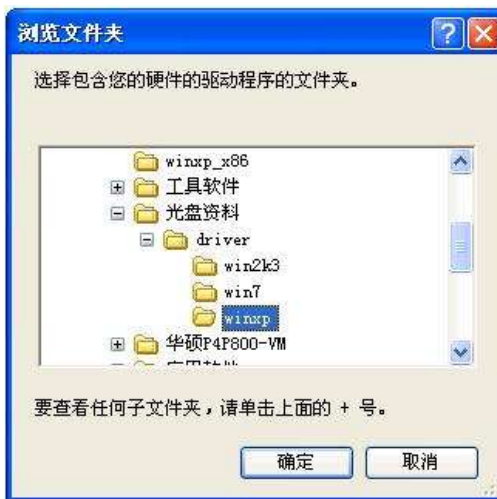 浏览文件夹
选择包含您的硬件的驱动程序的文件夹。
winxp_x86
工具软件
光盘资料
driver
win2k3
win7
winxp
华硕P4P800-VM
要查看任何子文件夹，请单击上面的 + 号。
确定 取消